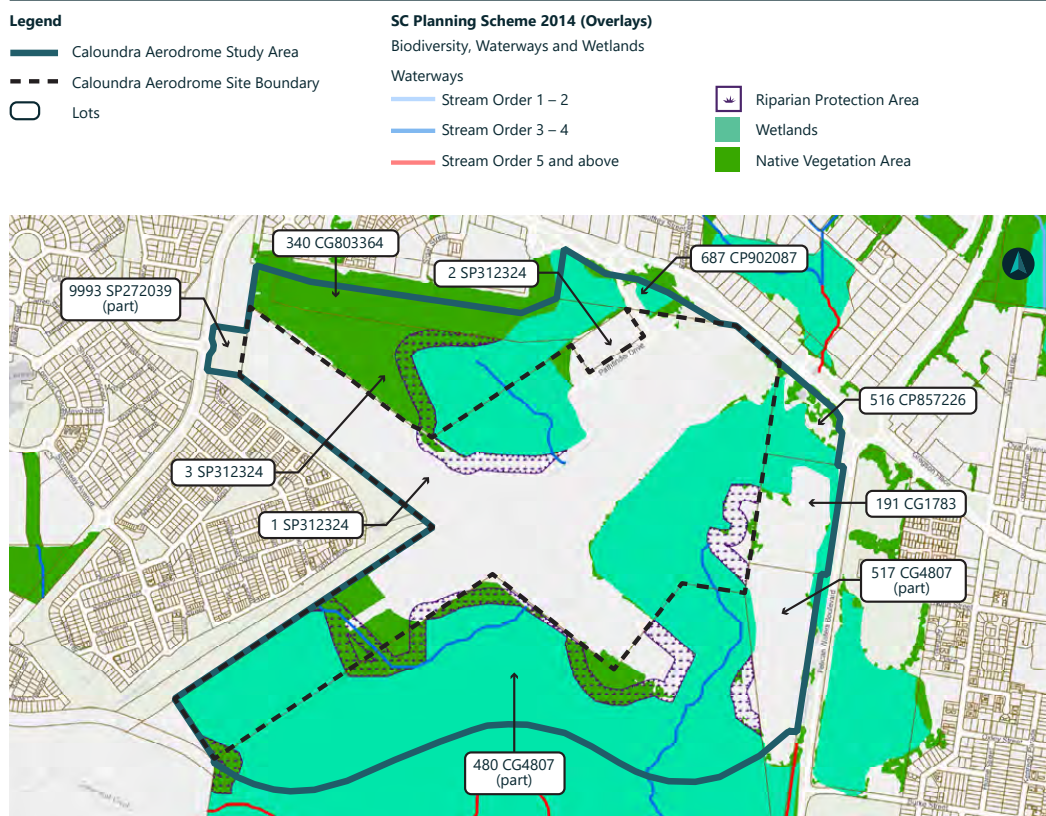 Legend
Caloundra Aerodrome Study Area
Caloundra Aerodrome Site Boundary
Lots
SC Planning Scheme 2014 (Overlays)
Biodiversity, Waterways and Wetlands
Waterways
Stream Order 1 – 2
Stream Order 3 – 4
Stream Order 5 and above
Riparian Protection Area
Wetlands
Native Vegetation Area
340 CG803364
2 SP312324
687 CP902087
9993 SP272039
(part)
Pathfinder Drive
516 CP857226
3 SP312324
191 CG1783
1 SP312324
517 CG4807
(part)
480 CG4807
(part)